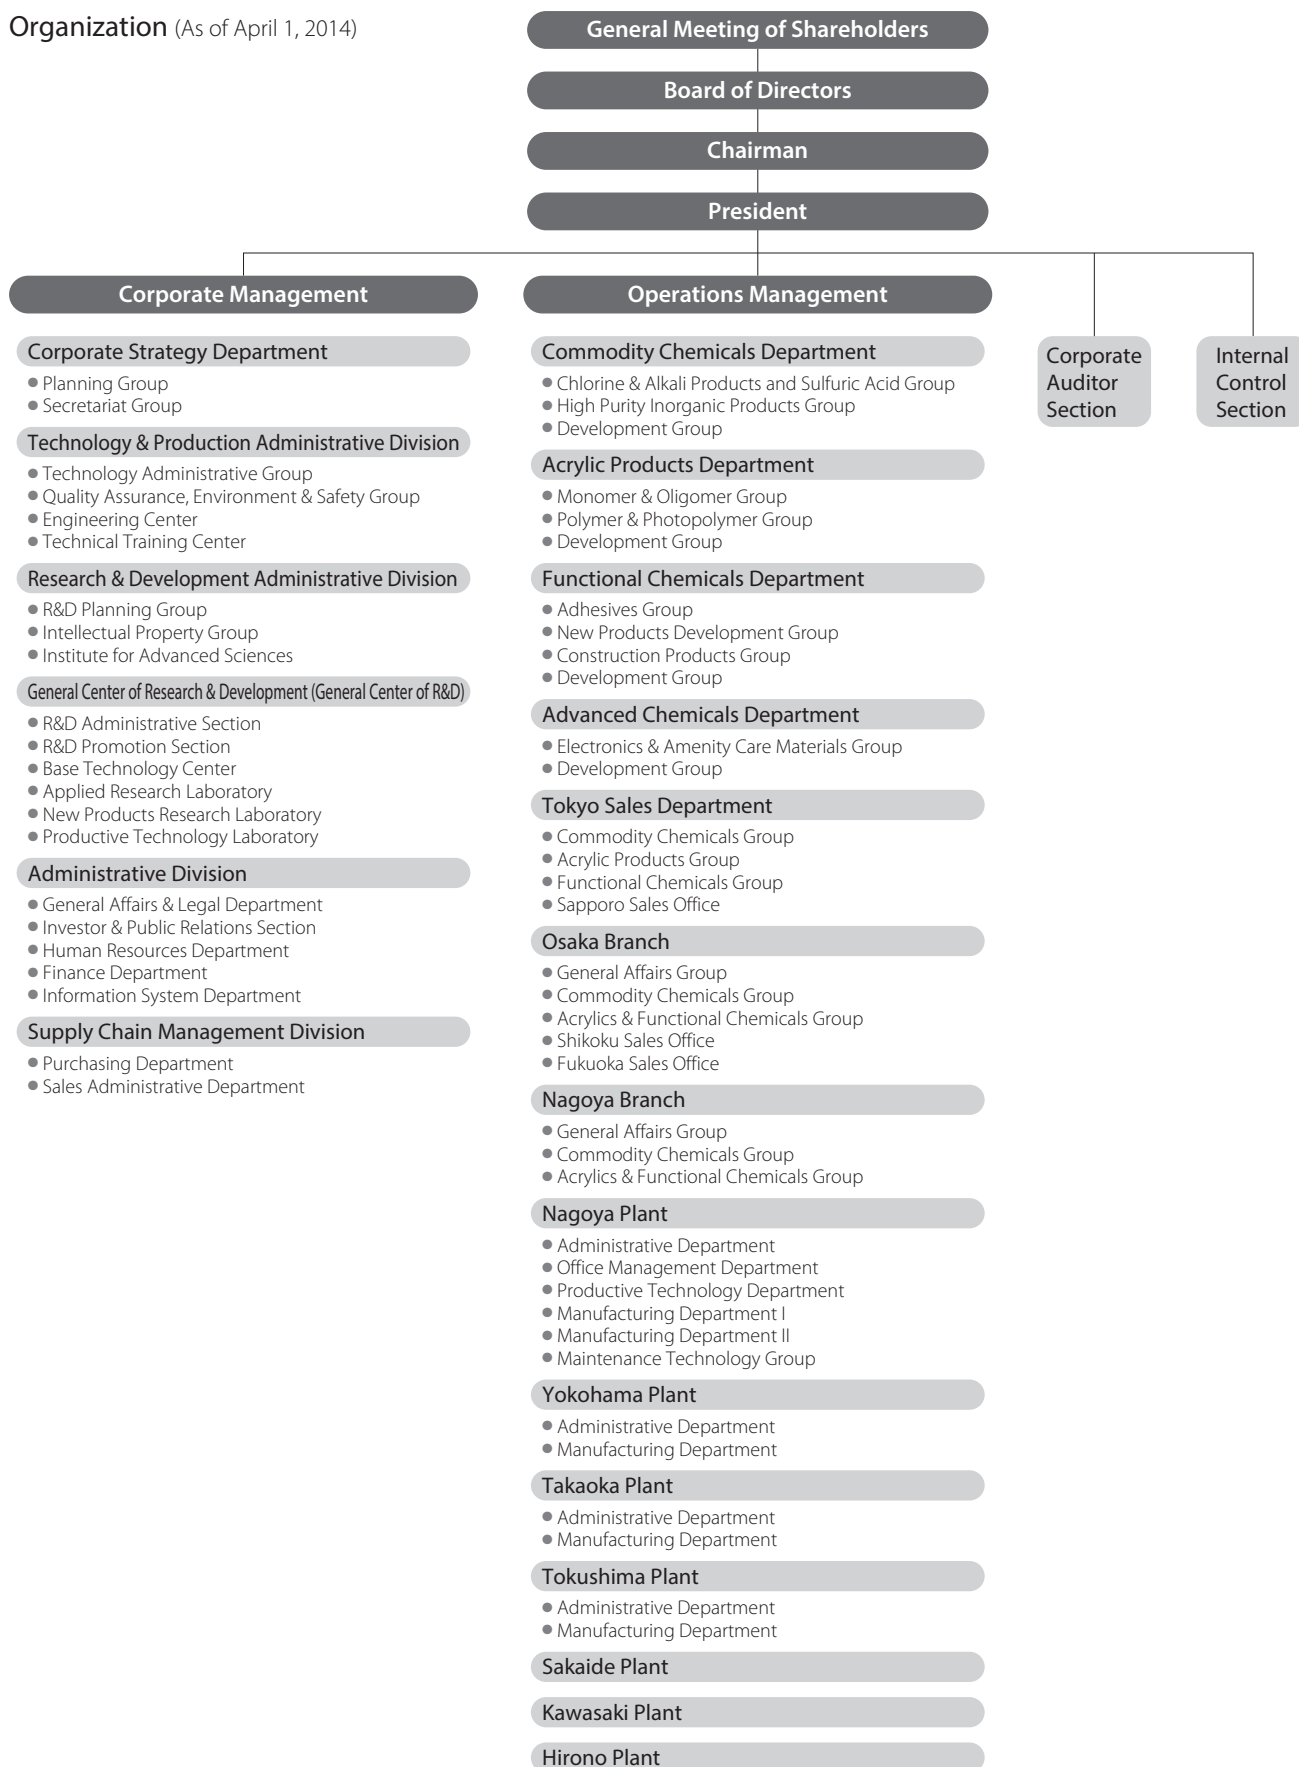 Organization (As of April 1, 2014)
General Meeting of Shareholders
Board of Directors
Chairman
President
Corporate Management
Corporate Strategy Department
● Planning Group
● Secretariat Group
Technology & Production Administrative Division
● Technology Administrative Group
● Quality Assurance, Environment & Safety Group
● Engineering Center
● Technical Training Center
Research & Development Administrative Division
● R&D Planning Group
● Intellectual Property Group
● Institute for Advanced Sciences
General Center of Research & Development (General Center of R&D)
● R&D Administrative Section
● R&D Promotion Section
● Base Technology Center
● Applied Research Laboratory
● New Products Research Laboratory
● Productive Technology Laboratory
Administrative Division
● General Affairs & Legal Department
● Investor & Public Relations Section
● Human Resources Department
● Finance Department
● Information System Department
Supply Chain Management Division
● Purchasing Department
● Sales Administrative Department
Operations Management
Commodity Chemicals Department
● Chlorine & Alkali Products and Sulfuric Acid Group
● High Purity Inorganic Products Group
● Development Group
Acrylic Products Department
● Monomer & Oligomer Group
● Polymer & Photopolymer Group
● Development Group
Functional Chemicals Department
● Adhesives Group
● New Products Development Group
● Construction Products Group
● Development Group
Advanced Chemicals Department
● Electronics & Amenity Care Materials Group
● Development Group
Tokyo Sales Department
● Commodity Chemicals Group
● Acrylic Products Group
● Functional Chemicals Group
● Sapporo Sales Office
Osaka Branch
● General Affairs Group
● Commodity Chemicals Group
● Acrylics & Functional Chemicals Group
● Shikoku Sales Office
● Fukuoka Sales Office
Nagoya Branch
● General Affairs Group
● Commodity Chemicals Group
● Acrylics & Functional Chemicals Group
Nagoya Plant
● Administrative Department
● Office Management Department
● Productive Technology Department
● Manufacturing Department I
● Manufacturing Department II
● Maintenance Technology Group
Yokohama Plant
● Administrative Department
● Manufacturing Department
Takaoka Plant
● Administrative Department
● Manufacturing Department
Tokushima Plant
● Administrative Department
● Manufacturing Department
Sakaide Plant
Kawasaki Plant
Hirono Plant
Corporate
Auditor
Section
Internal
Control
Section